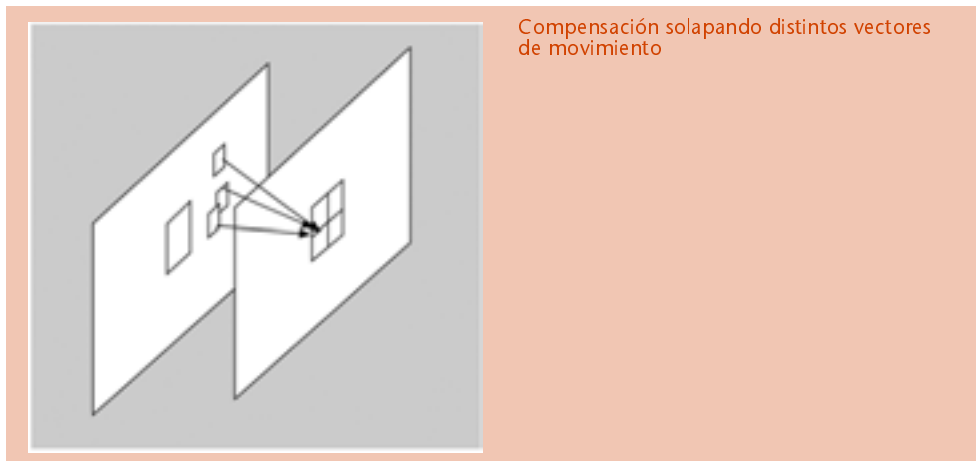 Compensación solapando distintos vectores
de movimiento